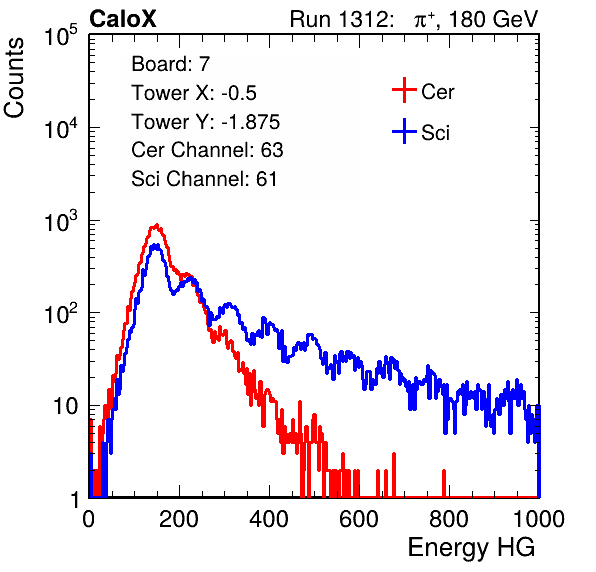 CaloX Run 1312: π⁺, 180 GeV
Counts
10⁵
10⁴
10³
10²
10
1
Board: 7
Tower X: -0.5
Tower Y: -1.875
Cer Channel: 63
Sci Channel: 61
Cer
Sci
0 200 400 600 800 1000
Energy HG